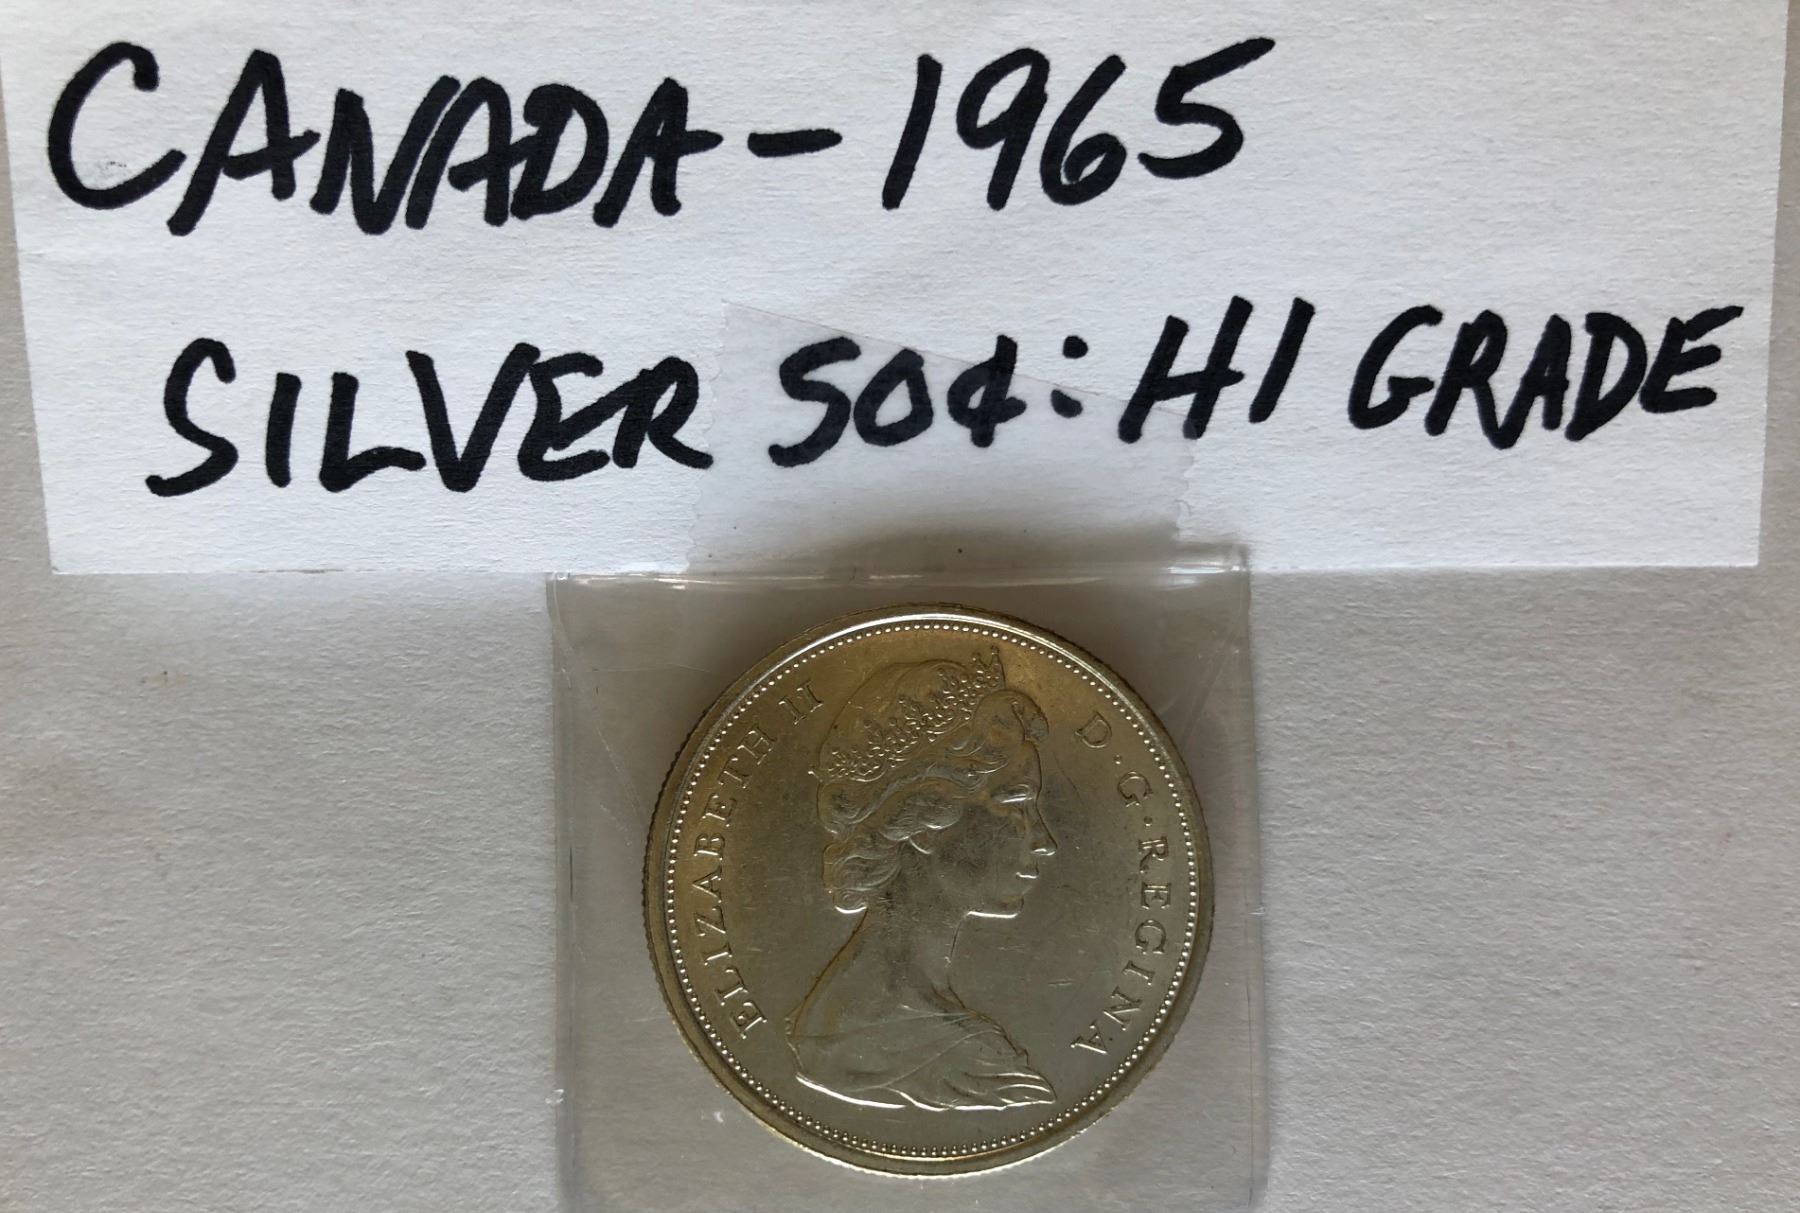 CANADA - 1965
SILVER 50¢: HI GRADE
ELIZABETH II D·G·REGINA